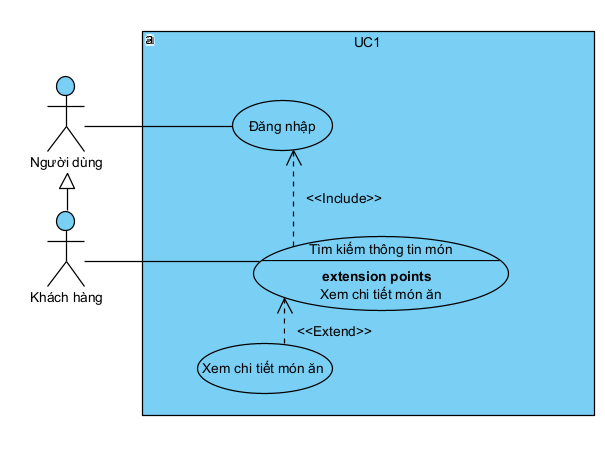 a
UC1
Đăng nhập
Người dùng
<<Include>>
Tìm kiếm thông tin món
extension points
Xem chi tiết món ăn
Khách hàng
<<Extend>>
Xem chi tiết món ăn